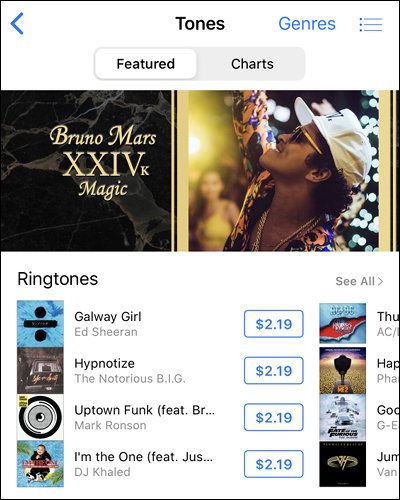 Tones
Genres
Featured
Charts
Bruno Mars
XXIVK
Magic
Ringtones
See All >
Galway Girl
Ed Sheeran
$2.19
Hypnotize
The Notorious B.I.G.
$2.19
Uptown Funk (feat. Br...
Mark Ronson
$2.19
I'm the One (feat. Jus...
DJ Khaled
$2.19
Thu
AC/
Hap
Phar
Goo
G-Ea
Jum
Van